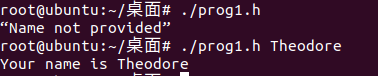 root@ubuntu:~/桌面# ./prog1.h
“Name not provided”
root@ubuntu:~/桌面# ./prog1.h Theodore
Your name is Theodore